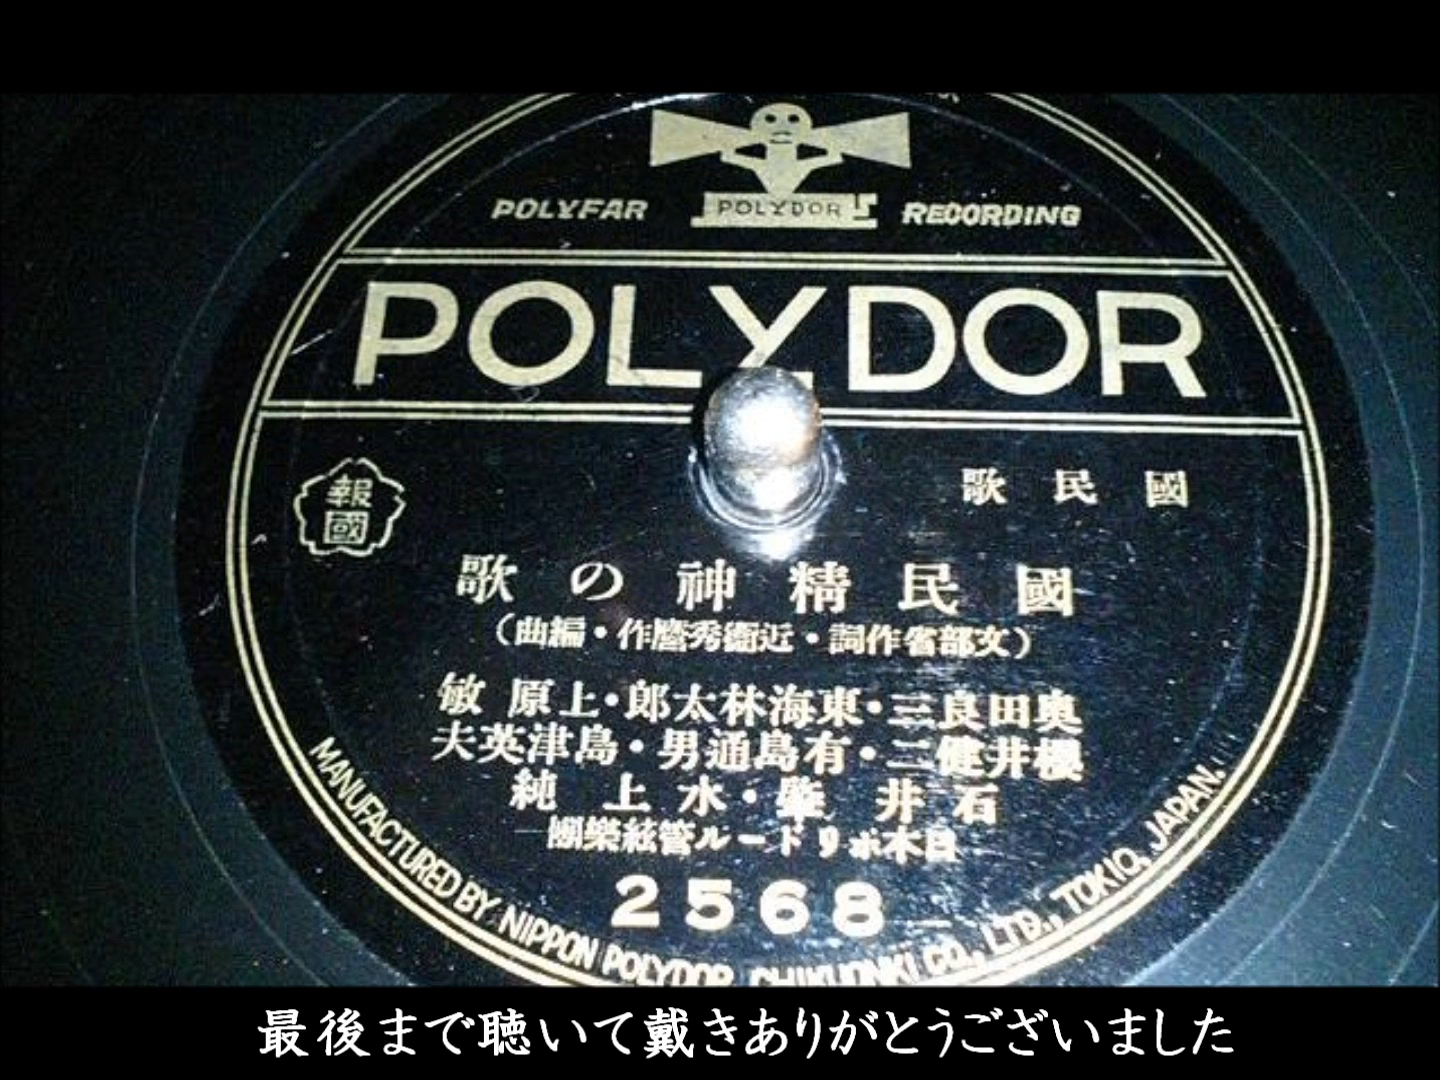 POLYFAR POLYDOR RECORDING
POLYDOR
國民歌
報國
國民精神の歌
(文部省作詞・近衞秀麿作・編曲)
奥田良三・東海林太郎・上原敏
櫻井健二・有島通男・島津英夫
石井肇・水上純
日本ポリドール管絃樂團
2568
MANUFACTURED BY NIPPON POLYDOR CHIKUONKI CO., LTD., TOKIO, JAPAN.
最後まで聴いて戴きありがとうございました